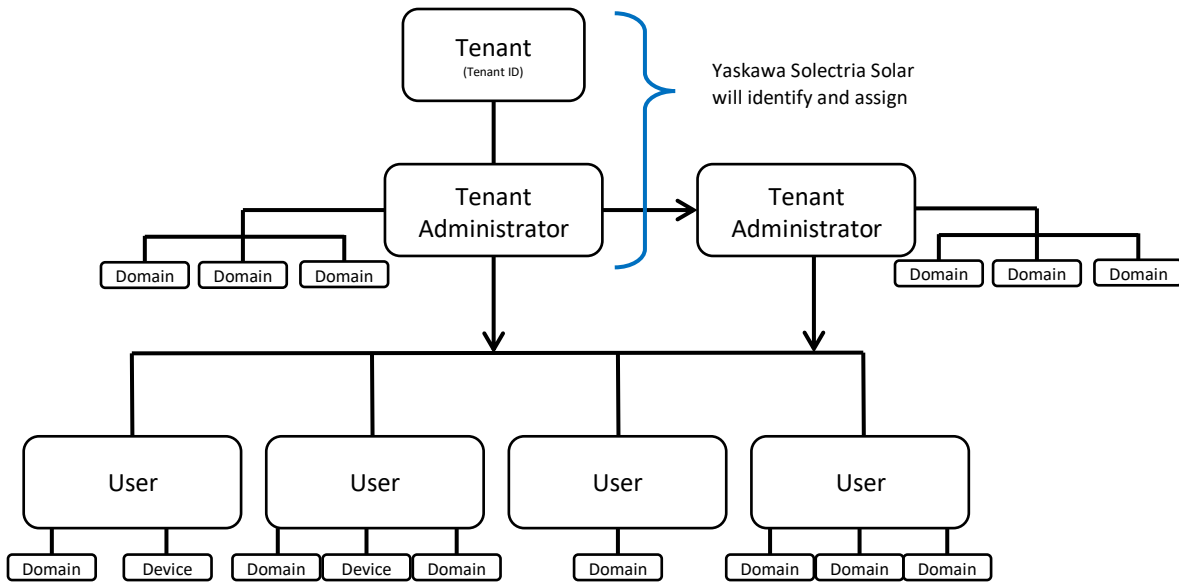 Tenant
(Tenant ID)
Yaskawa Solectria Solar
will identify and assign
Tenant
Administrator
Tenant
Administrator
Domain
Domain
Domain
Domain
Domain
Domain
User
User
User
User
Domain
Device
Domain
Device
Domain
Domain
Domain
Domain
Domain